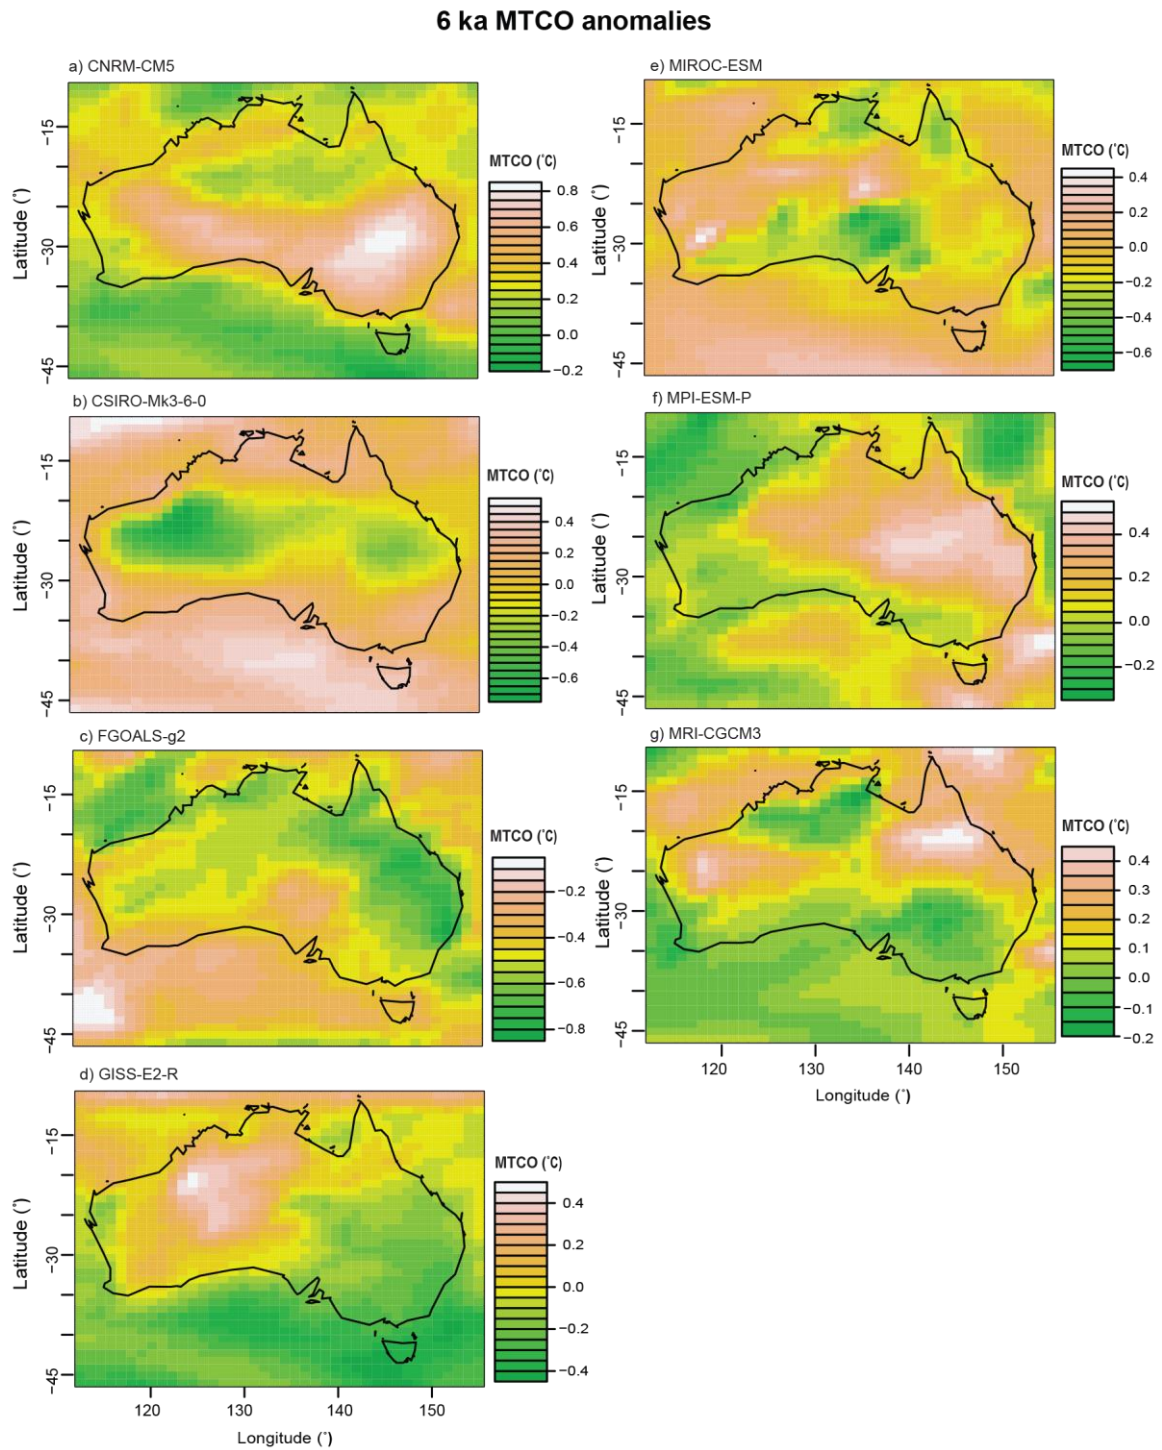 6 ka MTCO anomalies
a) CNRM-CM5
Latitude (°)
−15
−30
−45
MTCO (°C)
0.8
0.6
0.4
0.2
0.0
−0.2
b) CSIRO-Mk3-6-0
Latitude (°)
−15
−30
−45
MTCO (°C)
0.4
0.2
0.0
−0.2
−0.4
−0.6
c) FGOALS-g2
Latitude (°)
−15
−30
−45
MTCO (°C)
−0.2
−0.4
−0.6
−0.8
d) GISS-E2-R
Latitude (°)
−15
−30
−45
MTCO (°C)
0.4
0.2
0.0
−0.2
−0.4
120
130
140
150
Longitude (°)
e) MIROC-ESM
Latitude (°)
−15
−30
−45
MTCO (°C)
0.4
0.2
0.0
−0.2
−0.4
−0.6
f) MPI-ESM-P
Latitude (°)
−15
−30
−45
MTCO (°C)
0.4
0.2
0.0
−0.2
g) MRI-CGCM3
Latitude (°)
−15
−30
−45
MTCO (°C)
0.4
0.3
0.2
0.1
0.0
−0.1
−0.2
120
130
140
150
Longitude (°)